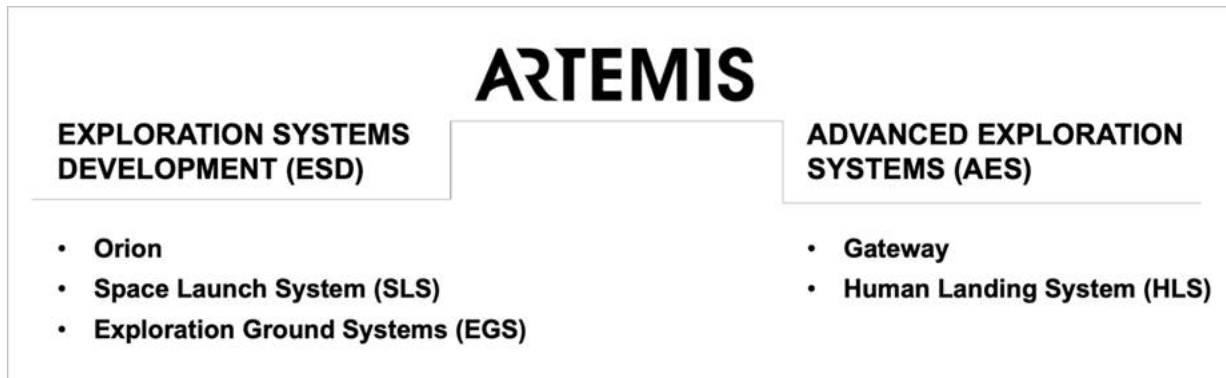 ARTEMIS
EXPLORATION SYSTEMS
DEVELOPMENT (ESD)
• Orion
• Space Launch System (SLS)
• Exploration Ground Systems (EGS)
ADVANCED EXPLORATION
SYSTEMS (AES)
• Gateway
• Human Landing System (HLS)